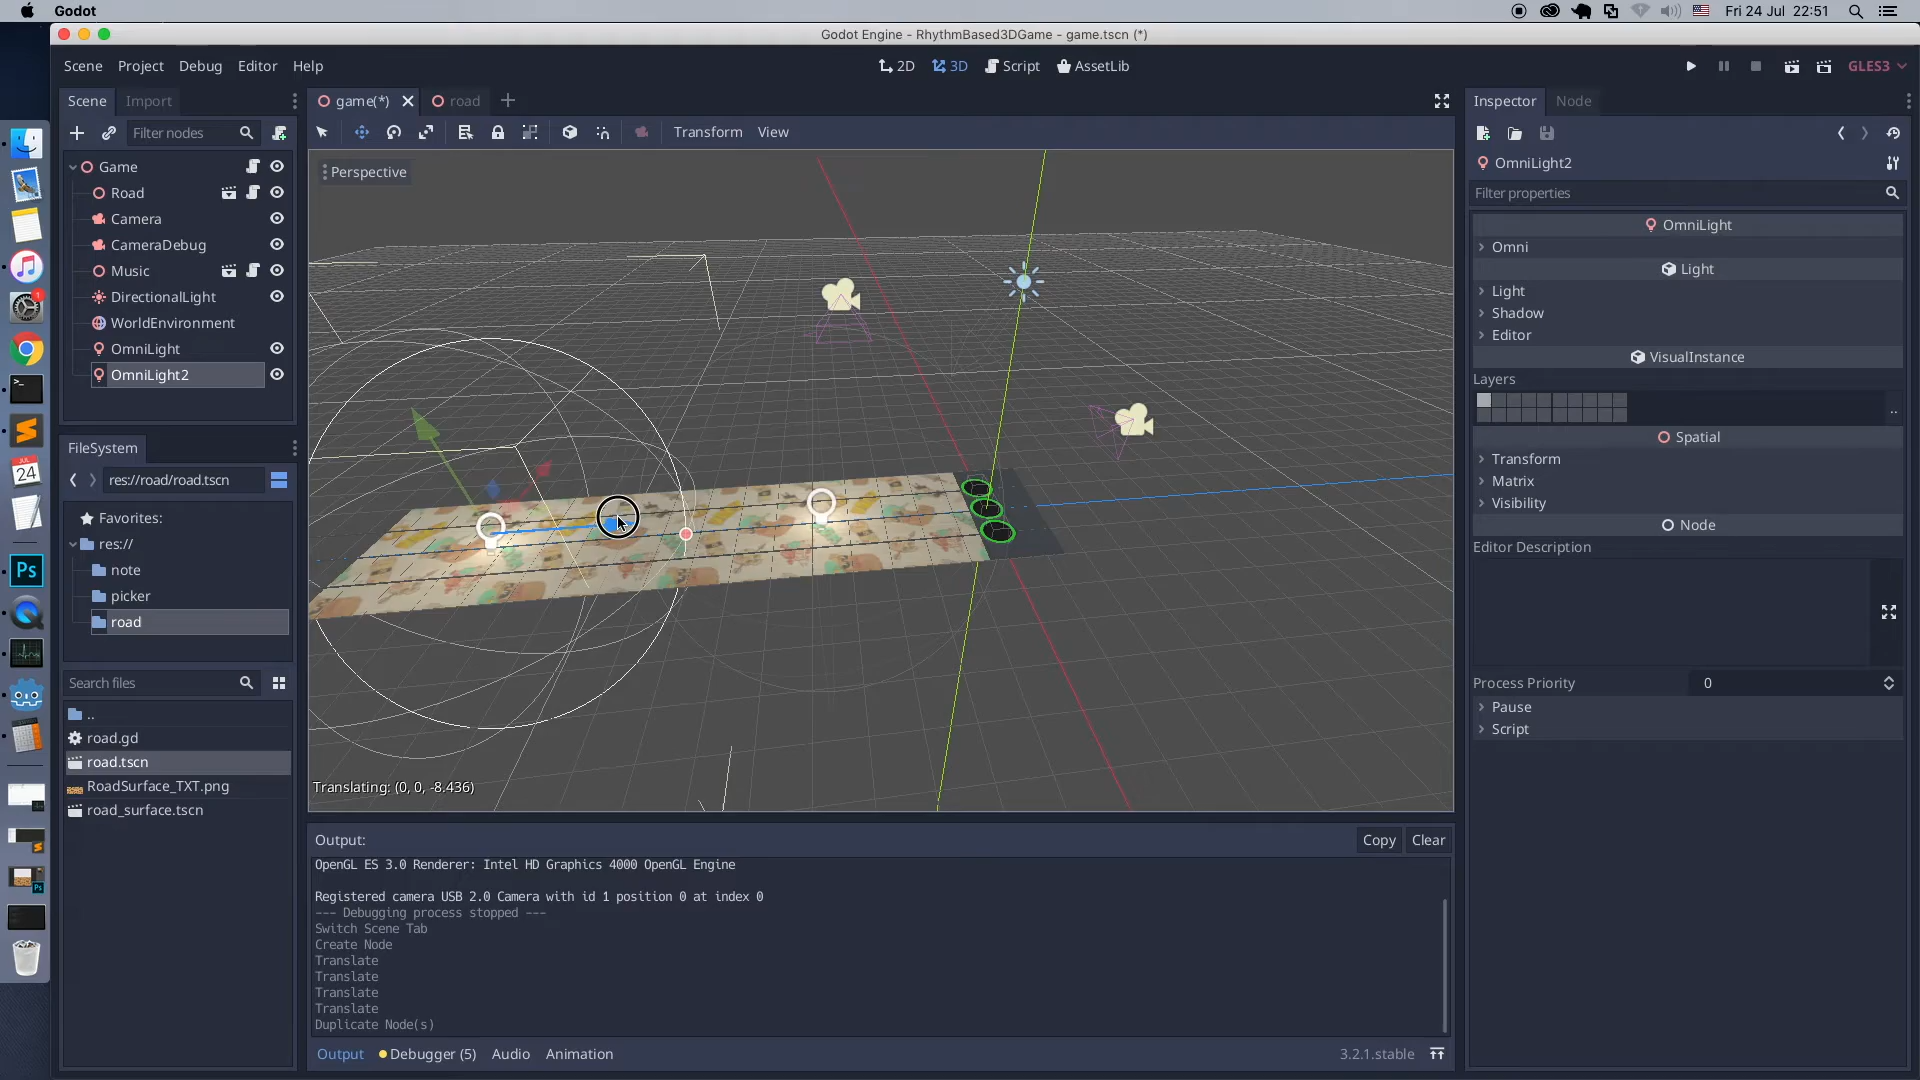 Godot
Fri 24 Jul 22:51
Godot Engine - RhythmBased3DGame - game.tscn (*)
Scene Project Debug Editor Help
2D 3D Script AssetLib
GLES3
Scene Import
game(*) road
Inspector Node
Filter nodes
Transform View
Game
Road
Camera
CameraDebug
Music
DirectionalLight
WorldEnvironment
OmniLight
OmniLight2
Perspective
Translating: (0, 0, -8.436)
OmniLight2
Filter properties
OmniLight
Omni
Light
Light
Shadow
Editor
VisualInstance
Layers
..
Spatial
Transform
Matrix
Visibility
Node
Editor Description
Process Priority 0
Pause
Script
FileSystem
res://road/road.tscn
Favorites:
res://
note
picker
road
Search files
..
road.gd
road.tscn
RoadSurface_TXT.png
road_surface.tscn
Output:
Copy Clear
OpenGL ES 3.0 Renderer: Intel HD Graphics 4000 OpenGL Engine
Registered camera USB 2.0 Camera with id 1 position 0 at index 0
--- Debugging process stopped ---
Switch Scene Tab
Create Node
Translate
Translate
Translate
Translate
Duplicate Node(s)
Output Debugger (5) Audio Animation
3.2.1.stable
1
JUL
24
Ps